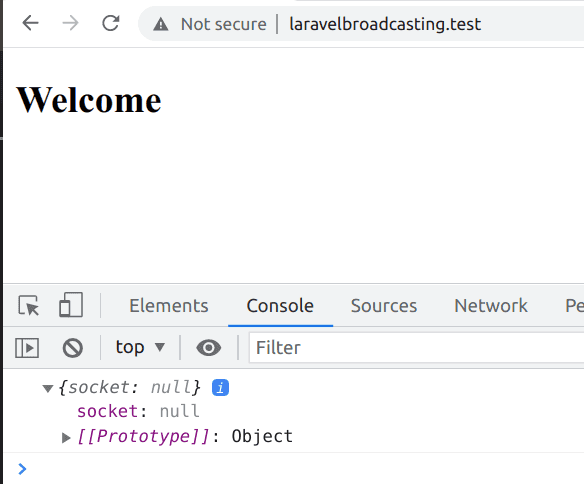 Not secure | laravelbroadcasting.test
Welcome
Elements Console Sources Network Pe
top Filter
{socket: null} i
socket: null
[[Prototype]]: Object